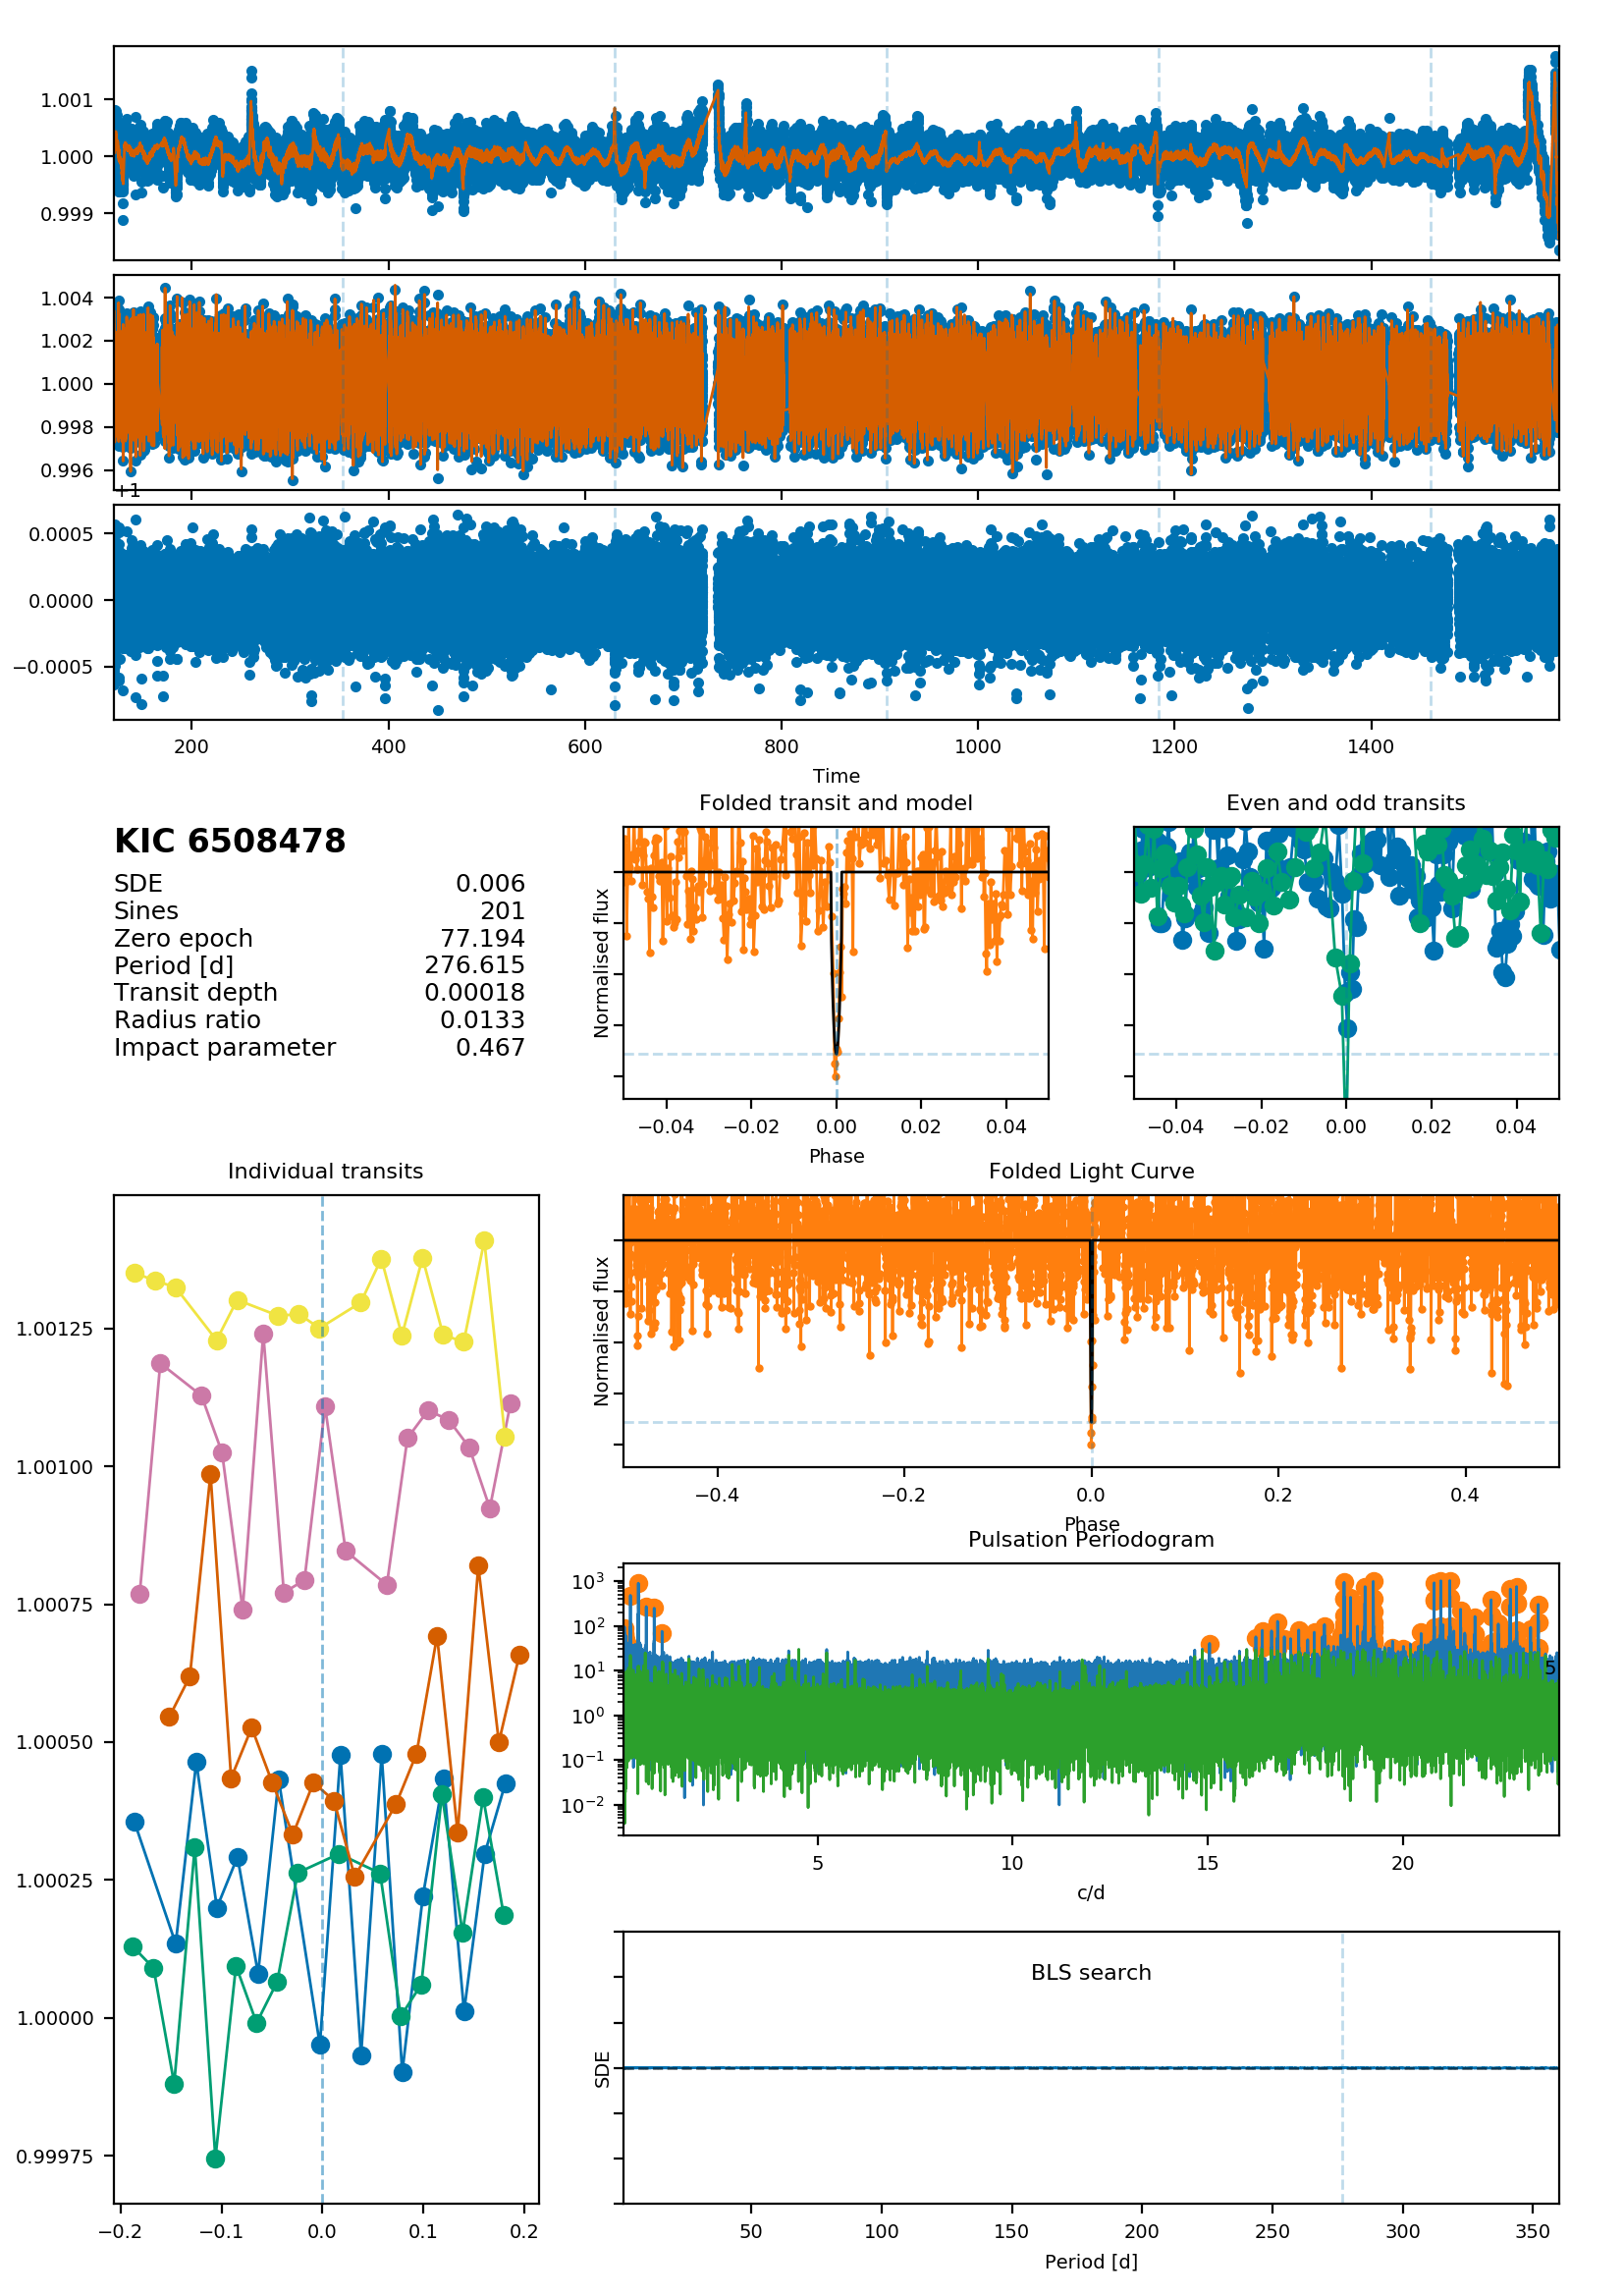 1.001
1.000
0.999
1.004
1.002
1.000
0.998
0.996
+1
0.0005
0.0000
−0.0005
200 400 600 800 1000 1200 1400
Time
KIC 6508478
SDE 0.006
Sines 201
Zero epoch 77.194
Period [d] 276.615
Transit depth 0.00018
Radius ratio 0.0133
Impact parameter 0.467
Folded transit and model
Normalised flux
−0.04 −0.02 0.00 0.02 0.04
Phase
Even and odd transits
−0.04 −0.02 0.00 0.02 0.04
Individual transits
1.00125
1.00100
1.00075
1.00050
1.00025
1.00000
0.99975
−0.2 −0.1 0.0 0.1 0.2
Folded Light Curve
Normalised flux
−0.4 −0.2 0.0 0.2 0.4
Phase
Pulsation Periodogram
10³
10²
10¹
10⁰
10⁻¹
10⁻²
5
5 10 15 20
c/d
BLS search
SDE
50 100 150 200 250 300 350
Period [d]